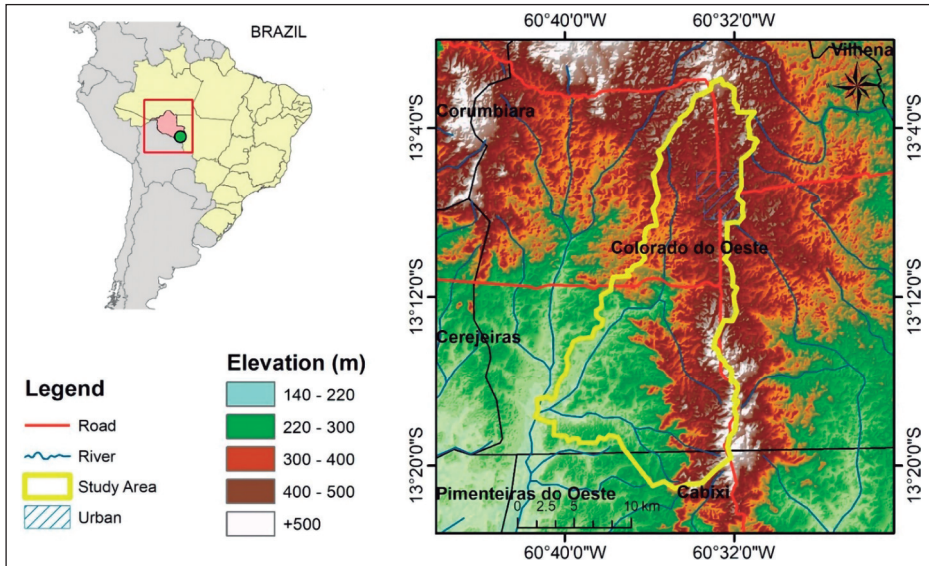 BRAZIL
Legend
Road
River
Study Area
Urban
Elevation (m)
140 - 220
220 - 300
300 - 400
400 - 500
+500
60°40'0"W 60°32'0"W
Vilhena
Corumbiara
13°4'0"S 13°4'0"S
Colorado do Oeste
13°12'0"S 13°12'0"S
Cerejeiras
13°20'0"S 13°20'0"S
Pimenteiras do Oeste Cabixi
0 2.5 5 10 km
60°40'0"W 60°32'0"W